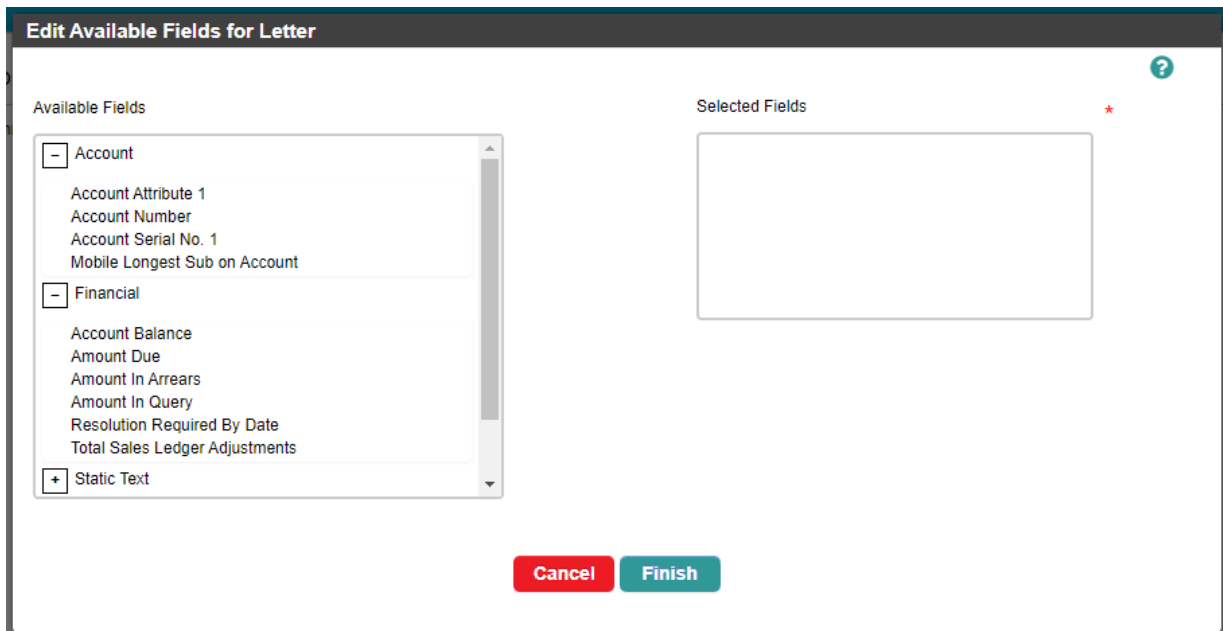 Edit Available Fields for Letter
?
Available Fields
Selected Fields
*
− Account
Account Attribute 1
Account Number
Account Serial No. 1
Mobile Longest Sub on Account
− Financial
Account Balance
Amount Due
Amount In Arrears
Amount In Query
Resolution Required By Date
Total Sales Ledger Adjustments
+ Static Text
Cancel
Finish